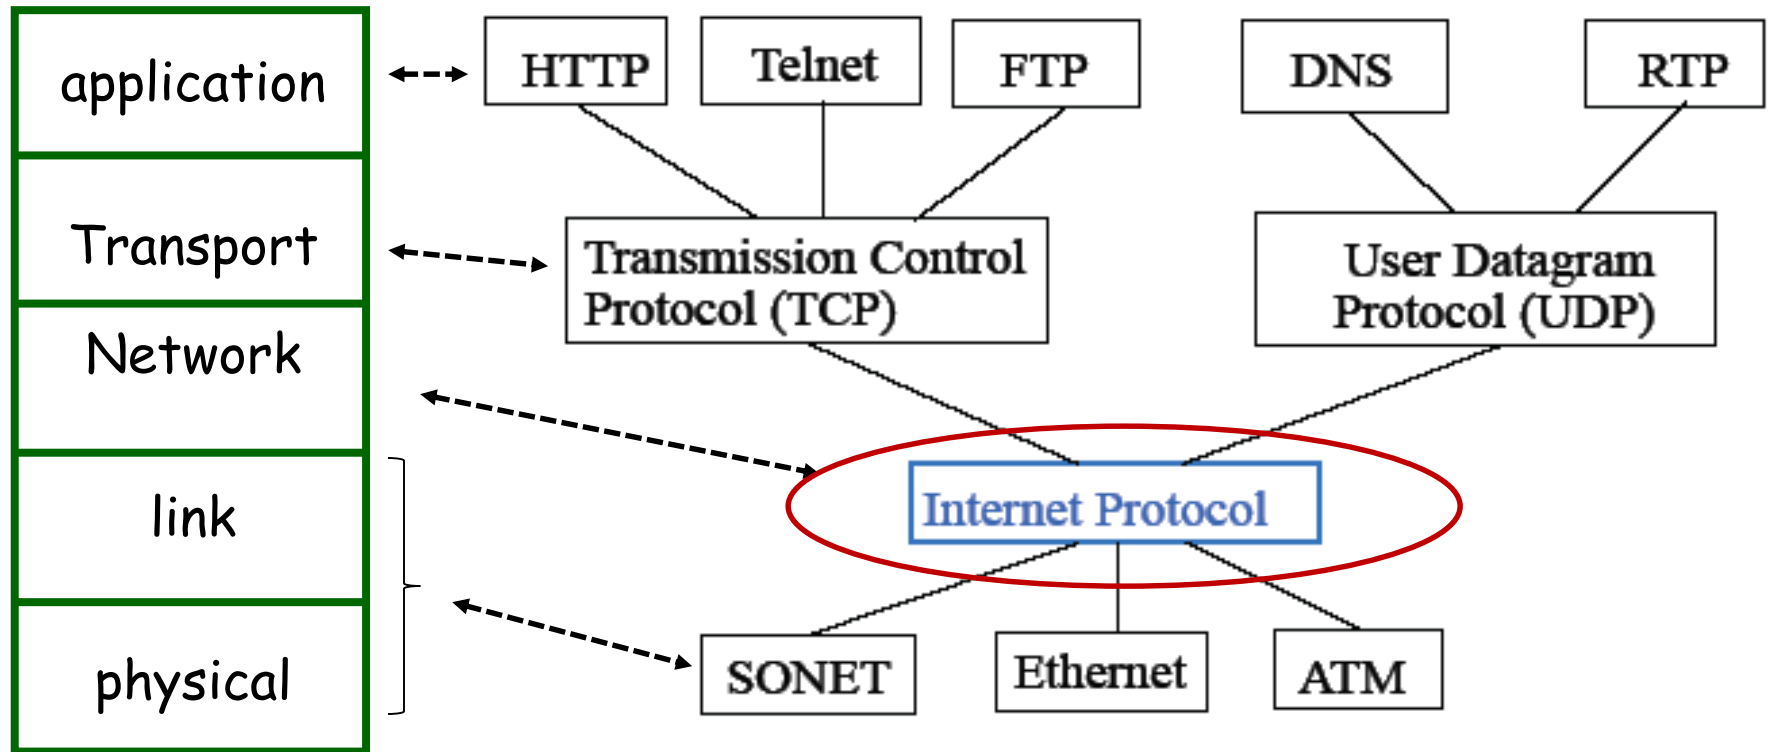 application
Transport
Network
link
physical
HTTP
Telnet
FTP
DNS
RTP
Transmission Control
Protocol (TCP)
User Datagram
Protocol (UDP)
Internet Protocol
SONET
Ethernet
ATM